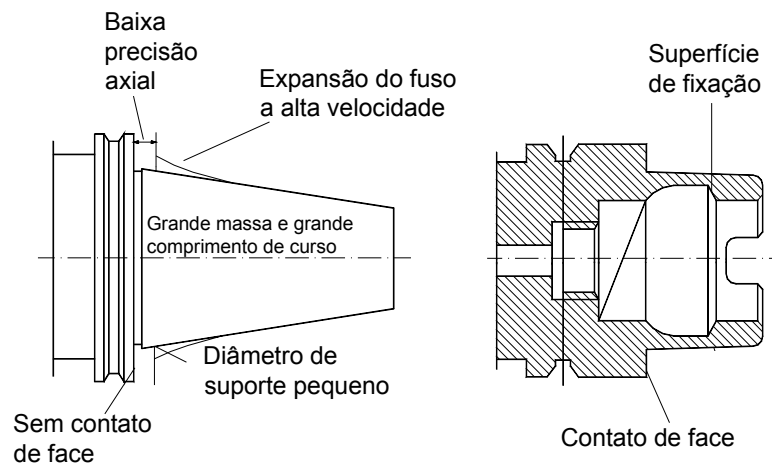 Baixa
precisão
axial
Expansão do fuso
a alta velocidade
Grande massa e grande
comprimento de curso
Diâmetro de
suporte pequeno
Sem contato
de face
Superfície
de fixação
Contato de face